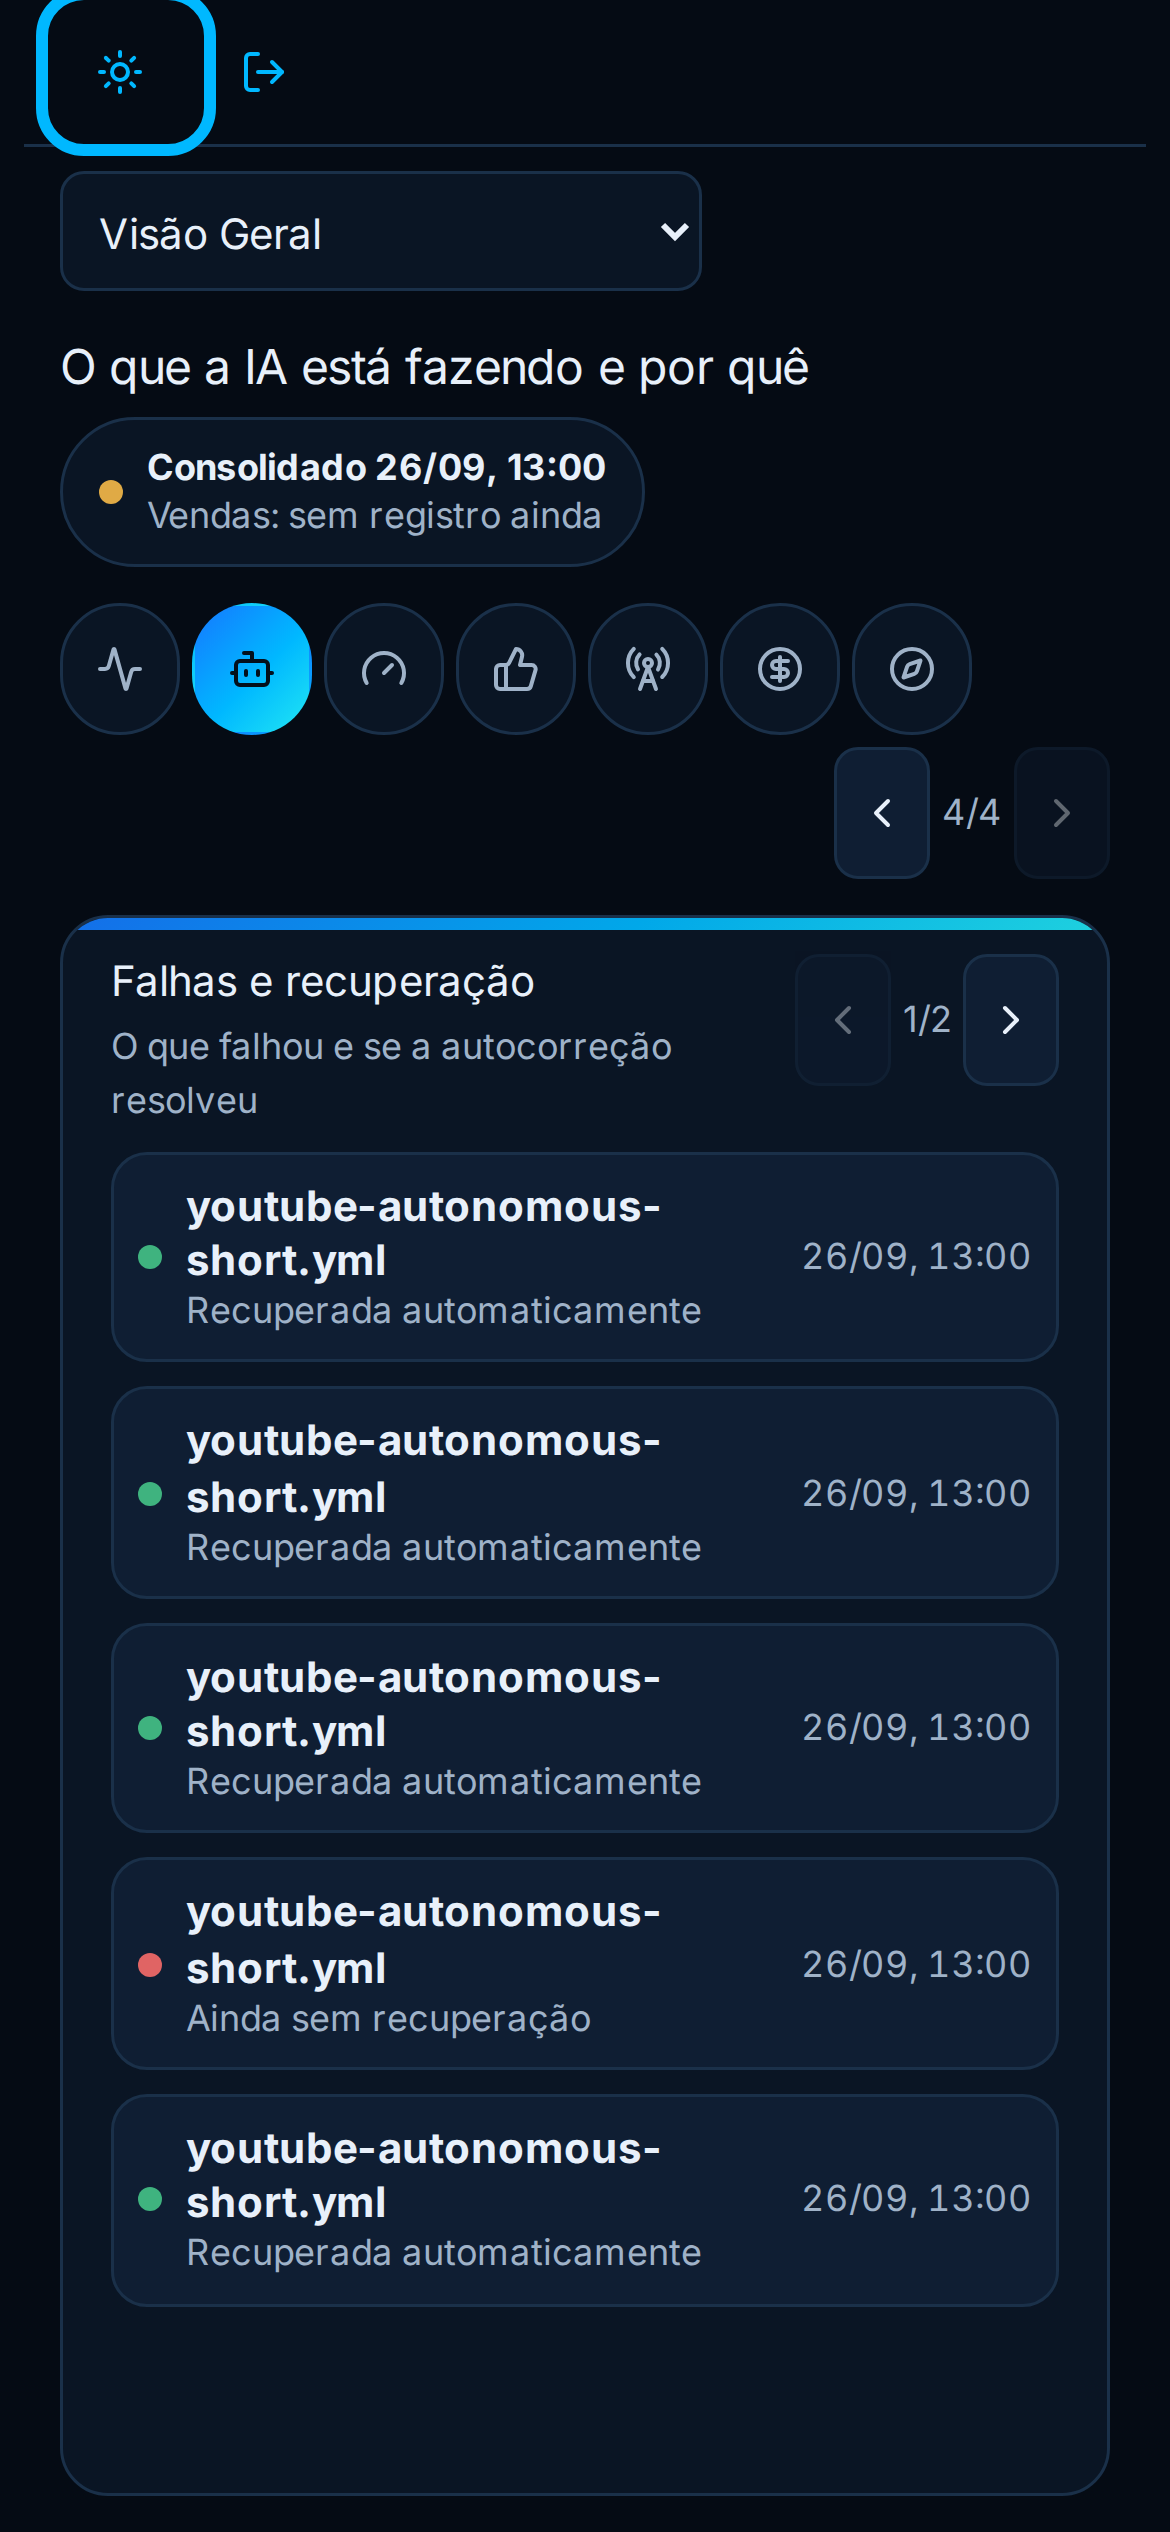 Visão Geral
O que a IA está fazendo e por quê
Consolidado 26/09, 13:00
Vendas: sem registro ainda
4/4
Falhas e recuperação
1/2
O que falhou e se a autocorreção
resolveu
youtube-autonomous-
short.yml
26/09, 13:00
Recuperada automaticamente
youtube-autonomous-
short.yml
26/09, 13:00
Recuperada automaticamente
youtube-autonomous-
short.yml
26/09, 13:00
Recuperada automaticamente
youtube-autonomous-
short.yml
26/09, 13:00
Ainda sem recuperação
youtube-autonomous-
short.yml
26/09, 13:00
Recuperada automaticamente